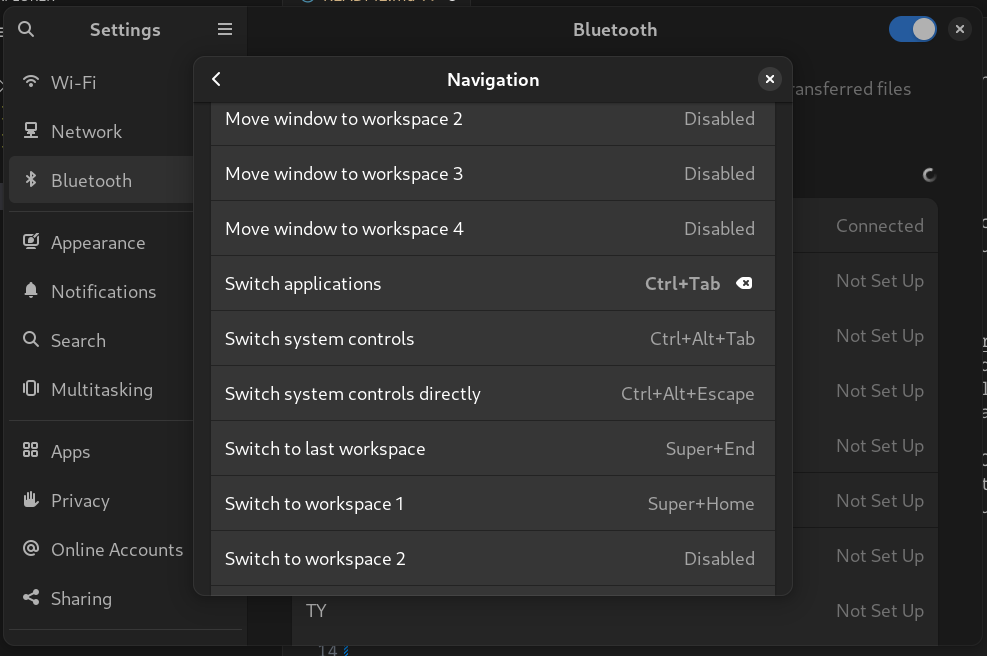 Settings
Bluetooth
Wi-Fi
Network
Bluetooth
Appearance
Notifications
Search
Multitasking
Apps
Privacy
Online Accounts
Sharing
Navigation
Move window to workspace 2 Disabled
Move window to workspace 3 Disabled
Move window to workspace 4 Disabled
Switch applications Ctrl+Tab
Switch system controls Ctrl+Alt+Tab
Switch system controls directly Ctrl+Alt+Escape
Switch to last workspace Super+End
Switch to workspace 1 Super+Home
Switch to workspace 2 Disabled
ransferred files
Connected
Not Set Up
Not Set Up
Not Set Up
Not Set Up
Not Set Up
Not Set Up
TY Not Set Up
14